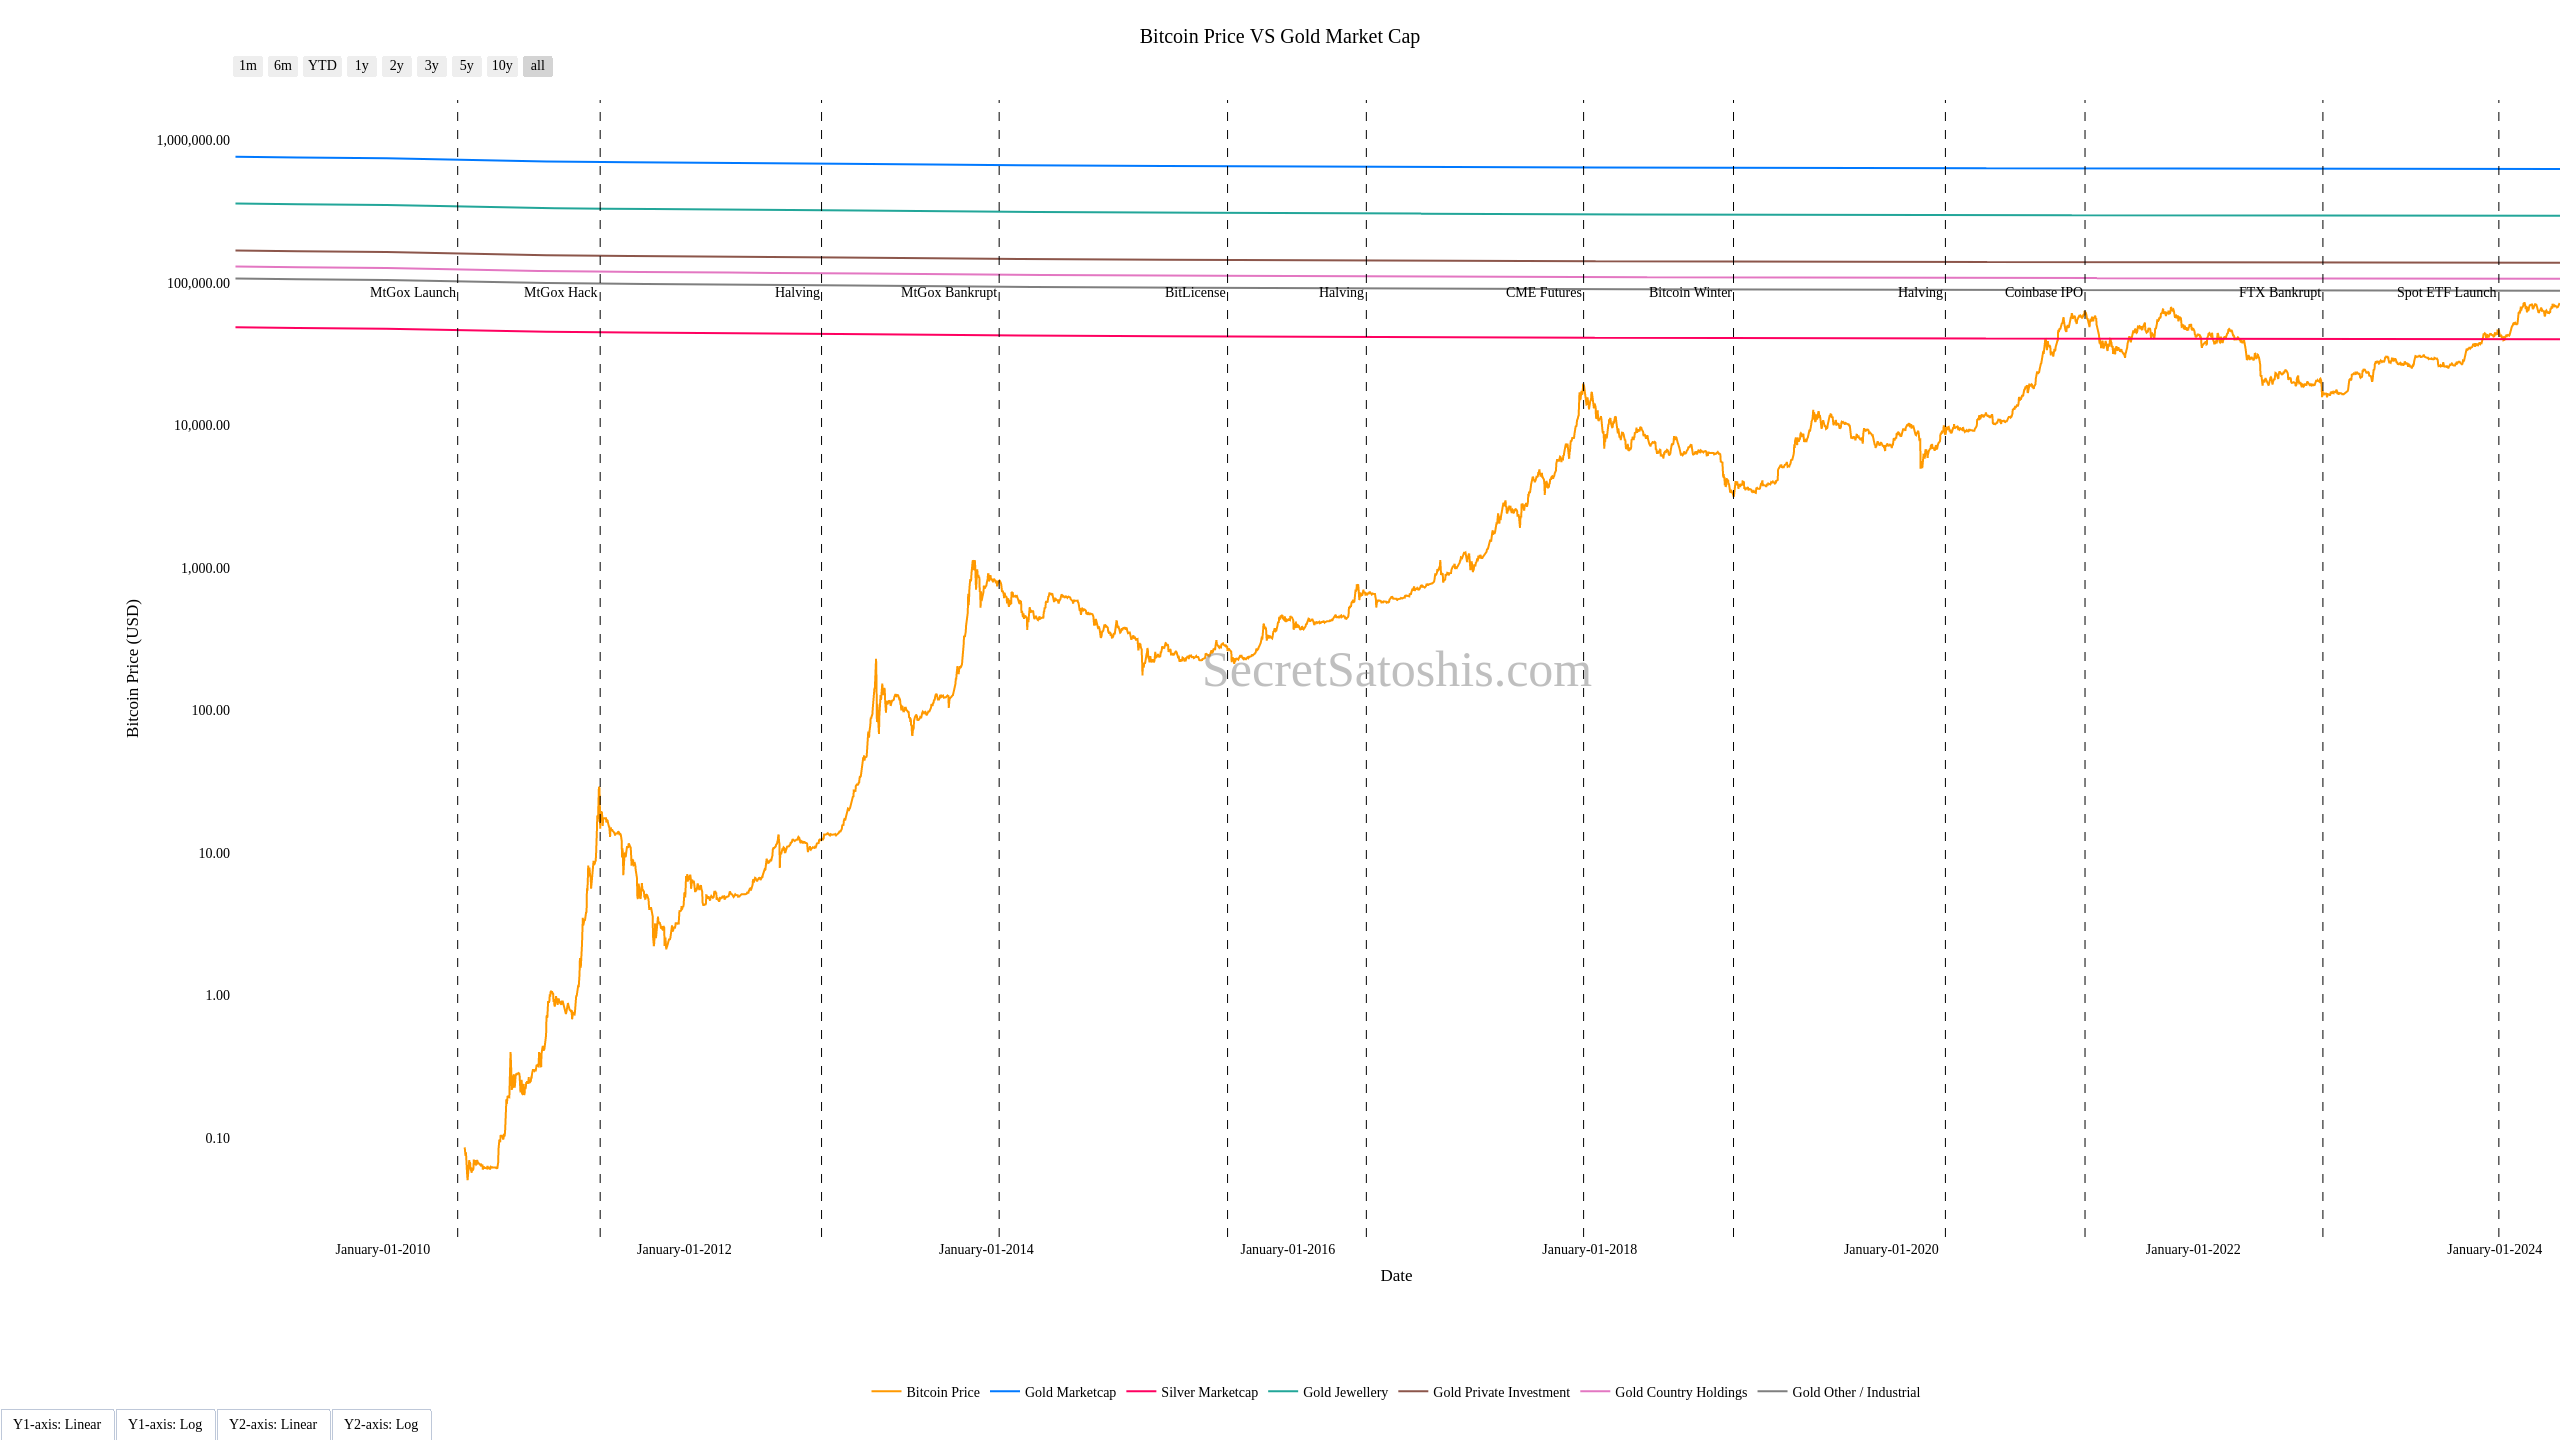 Bitcoin Price VS Gold Market Cap
1m 6m YTD 1y 2y 3y 5y 10y all
1,000,000.00
100,000.00
MtGox Launch MtGox Hack Halving MtGox Bankrupt BitLicense Halving CME Futures Bitcoin Winter Halving Coinbase IPO FTX Bankrupt Spot ETF Launch
10,000.00
1,000.00
Bitcoin Price (USD)
SecretSatoshis.com
100.00
10.00
1.00
0.10
January-01-2010 January-01-2012 January-01-2014 January-01-2016 January-01-2018 January-01-2020 January-01-2022 January-01-2024
Date
Bitcoin Price Gold Marketcap Silver Marketcap Gold Jewellery Gold Private Investment Gold Country Holdings Gold Other / Industrial
Y1-axis: Linear Y1-axis: Log Y2-axis: Linear Y2-axis: Log